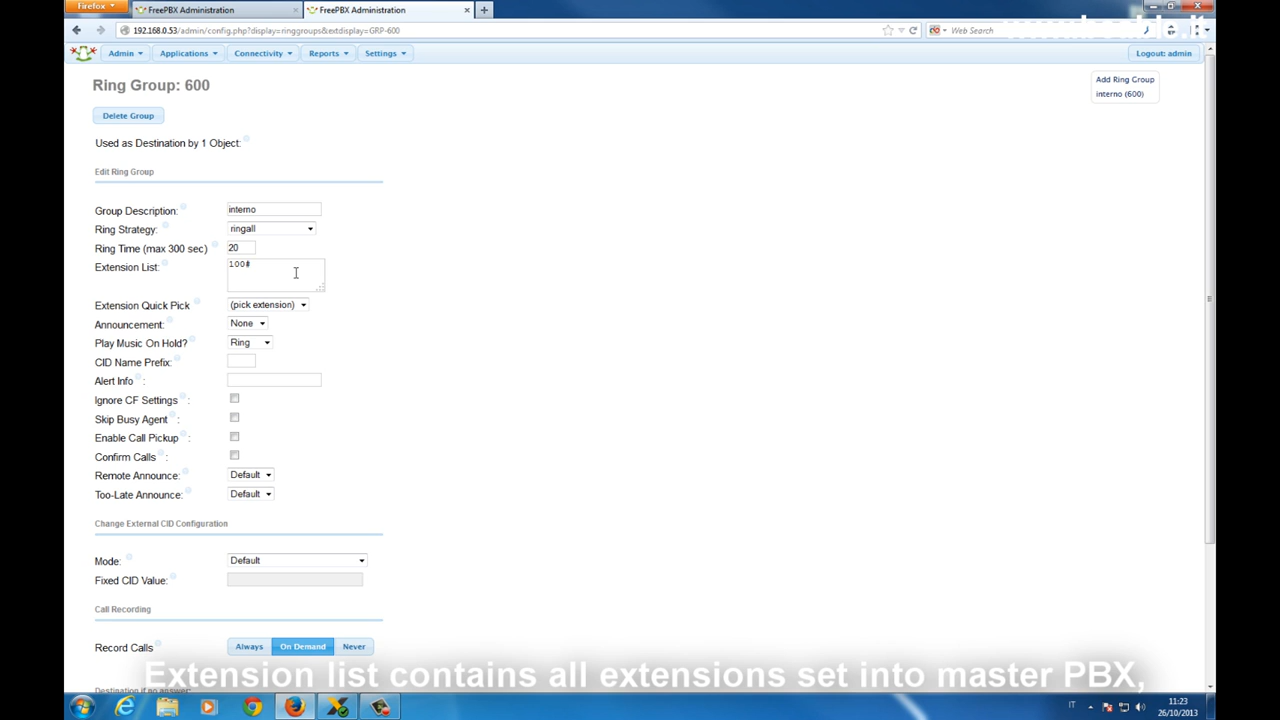 Firefox
FreePBX Administration
FreePBX Administration
192.168.0.53/admin/config.php?display=ringgroups&extdisplay=GRP-600
Web Search
Admin
Applications
Connectivity
Reports
Settings
Logout: admin
Ring Group: 600
Add Ring Group
interno (600)
Delete Group
Used as Destination by 1 Object:
Edit Ring Group
Group Description: interno
Ring Strategy: ringall
Ring Time (max 300 sec) 20
Extension List: 100#
Extension Quick Pick (pick extension)
Announcement: None
Play Music On Hold? Ring
CID Name Prefix:
Alert Info :
Ignore CF Settings :
Skip Busy Agent :
Enable Call Pickup :
Confirm Calls :
Remote Announce: Default
Too-Late Announce: Default
Change External CID Configuration
Mode: Default
Fixed CID Value:
Call Recording
Record Calls Always On Demand Never
Extension list contains all extensions set into master PBX,
Destination if no answer:
IT
11:23
26/10/2013